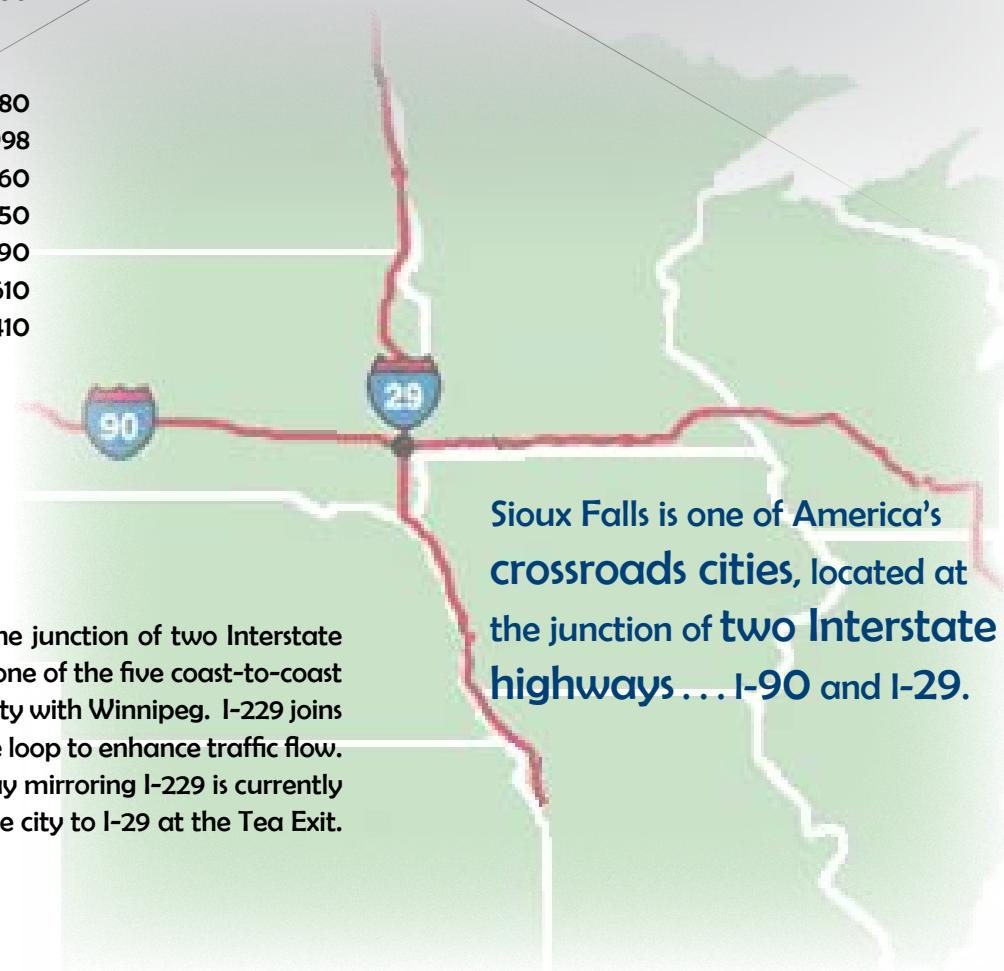 80
98
60
50
90
610
410
29
90
Sioux Falls is one of America's
crossroads cities, located at
the junction of two Interstate
highways . . . I-90 and I-29.
junction of two Interstate
one of the five coast-to-coast
with Winnipeg. I-229 joins
loop to enhance traffic flow.
mirroring I-229 is currently
city to I-29 at the Tea Exit.